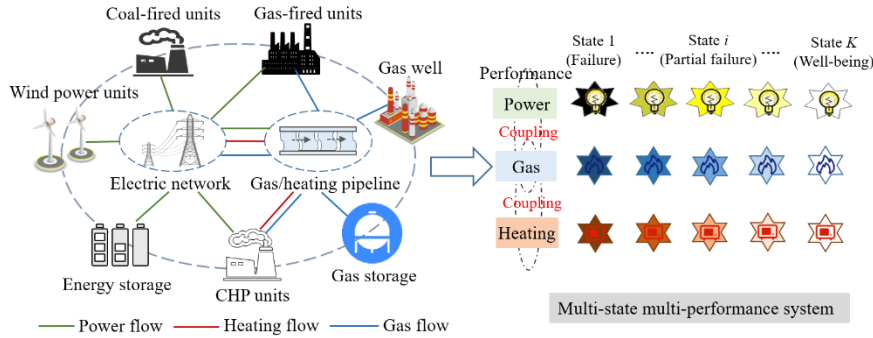 Coal-fired units
Gas-fired units
Gas well
Wind power units
Electric network
Gas/heating pipeline
Energy storage
CHP units
Gas storage
Power flow
Heating flow
Gas flow
State 1
(Failure)
....
State i
(Partial failure)
....
State K
(Well-being)
Performance
Power
Coupling
Gas
Coupling
Heating
Multi-state multi-performance system